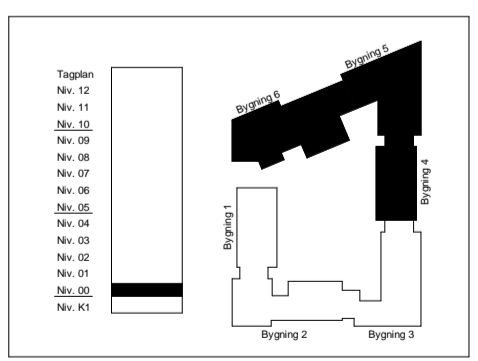 Tagplan
Niv. 12
Niv. 11
Niv. 10
Niv. 09
Niv. 08
Niv. 07
Niv. 06
Niv. 05
Niv. 04
Niv. 03
Niv. 02
Niv. 01
Niv. 00
Niv. K1
Bygning 5
Bygning 6
Bygning 4
Bygning 1
Bygning 2
Bygning 3